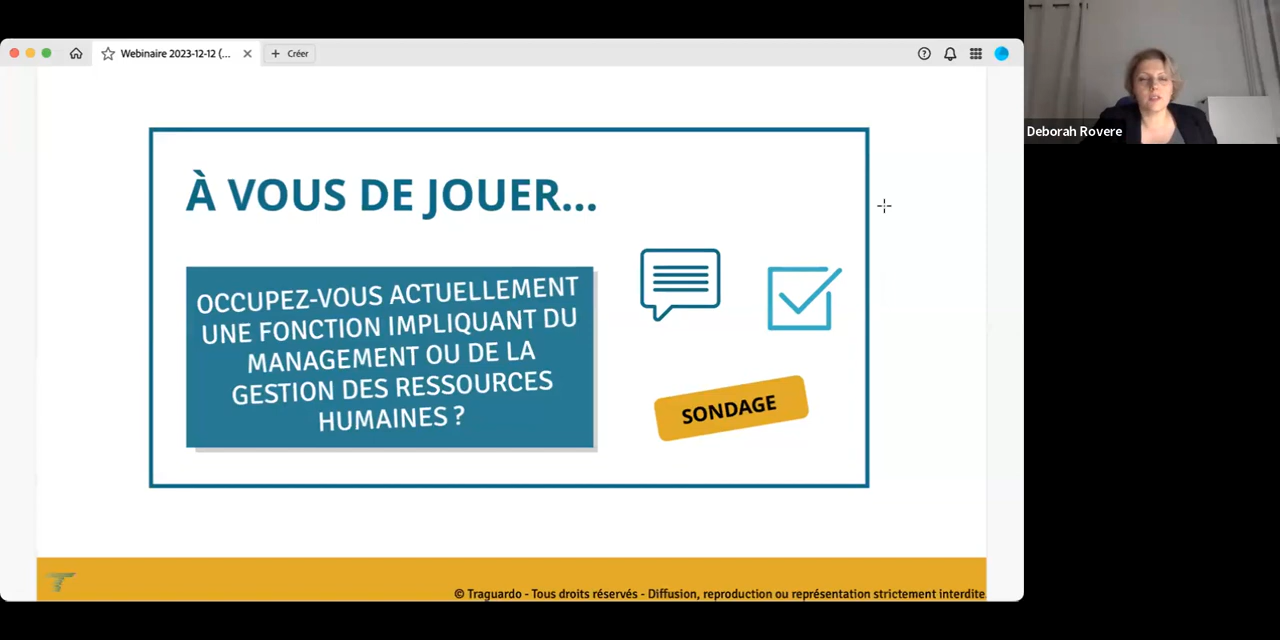 Webinaire 2023-12-12 (...
Créer
Deborah Rovere
À VOUS DE JOUER...
OCCUPEZ-VOUS ACTUELLEMENT
UNE FONCTION IMPLIQUANT DU
MANAGEMENT OU DE LA
GESTION DES RESSOURCES
HUMAINES ?
SONDAGE
© Traguardo - Tous droits réservés - Diffusion, reproduction ou représentation strictement interdite